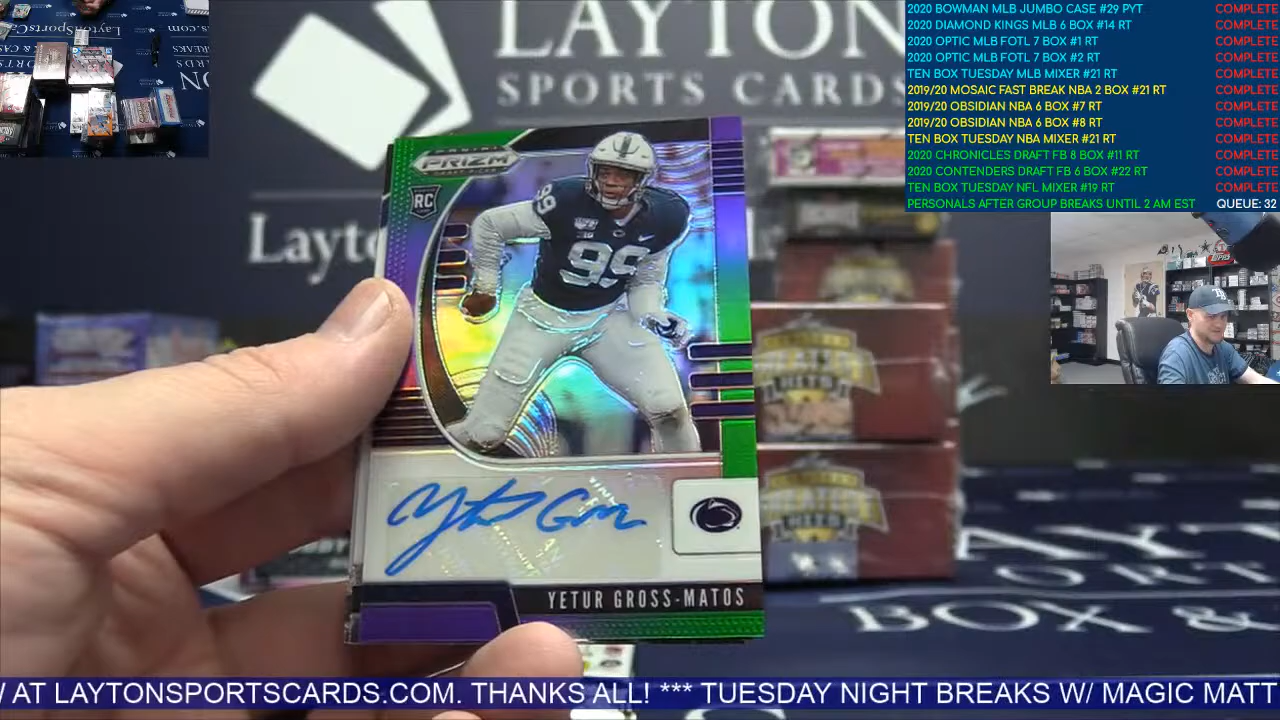 LAYTON
SPORTS CARDS
2020 BOWMAN MLB JUMBO CASE #29 PYT COMPLETE
2020 DIAMOND KINGS MLB 6 BOX #14 RT COMPLETE
2020 OPTIC MLB FOTL 7 BOX #1 RT COMPLETE
2020 OPTIC MLB FOTL 7 BOX #2 RT COMPLETE
TEN BOX TUESDAY MLB MIXER #21 RT COMPLETE
2019/20 MOSAIC FAST BREAK NBA 2 BOX #21 RT COMPLETE
2019/20 OBSIDIAN NBA 6 BOX #7 RT COMPLETE
2019/20 OBSIDIAN NBA 6 BOX #8 RT COMPLETE
TEN BOX TUESDAY NBA MIXER #21 RT COMPLETE
2020 CHRONICLES DRAFT FB 8 BOX #11 RT COMPLETE
2020 CONTENDERS DRAFT FB 6 BOX #22 RT COMPLETE
TEN BOX TUESDAY NFL MIXER #19 RT COMPLETE
PERSONALS AFTER GROUP BREAKS UNTIL 2 AM EST QUEUE: 32
PRIZM
RC
99
99
Layto
HITS
HITS
YETUR GROSS-MATOS
BOX &
W AT LAYTONSPORTSCARDS.COM. THANKS ALL! *** TUESDAY NIGHT BREAKS W/ MAGIC MATT